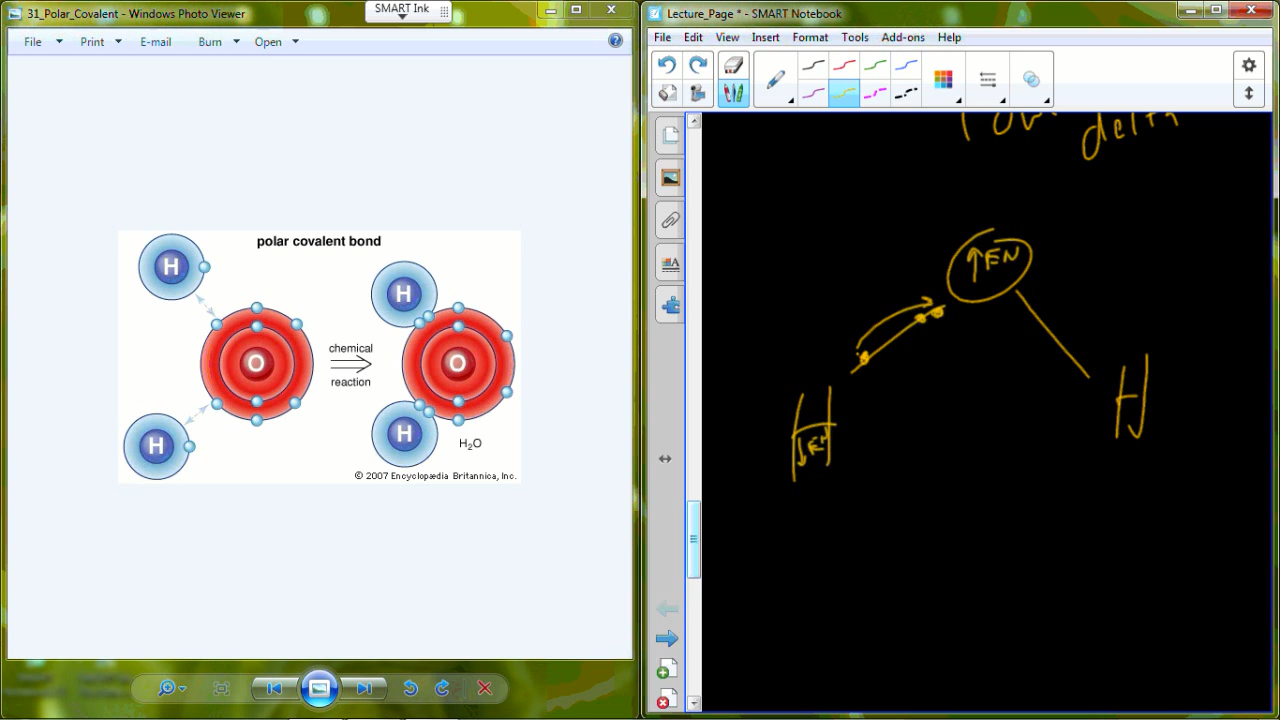 31_Polar_Covalent - Windows Photo Viewer
SMART Ink
File Print E-mail Burn Open
polar covalent bond
H
O
H
chemical
reaction
H
O
H
H₂O
© 2007 Encyclopædia Britannica, Inc.
Lecture_Page * - SMART Notebook
File Edit View Insert Format Tools Add-ons Help
delta
↑EN
H
↓EN
H